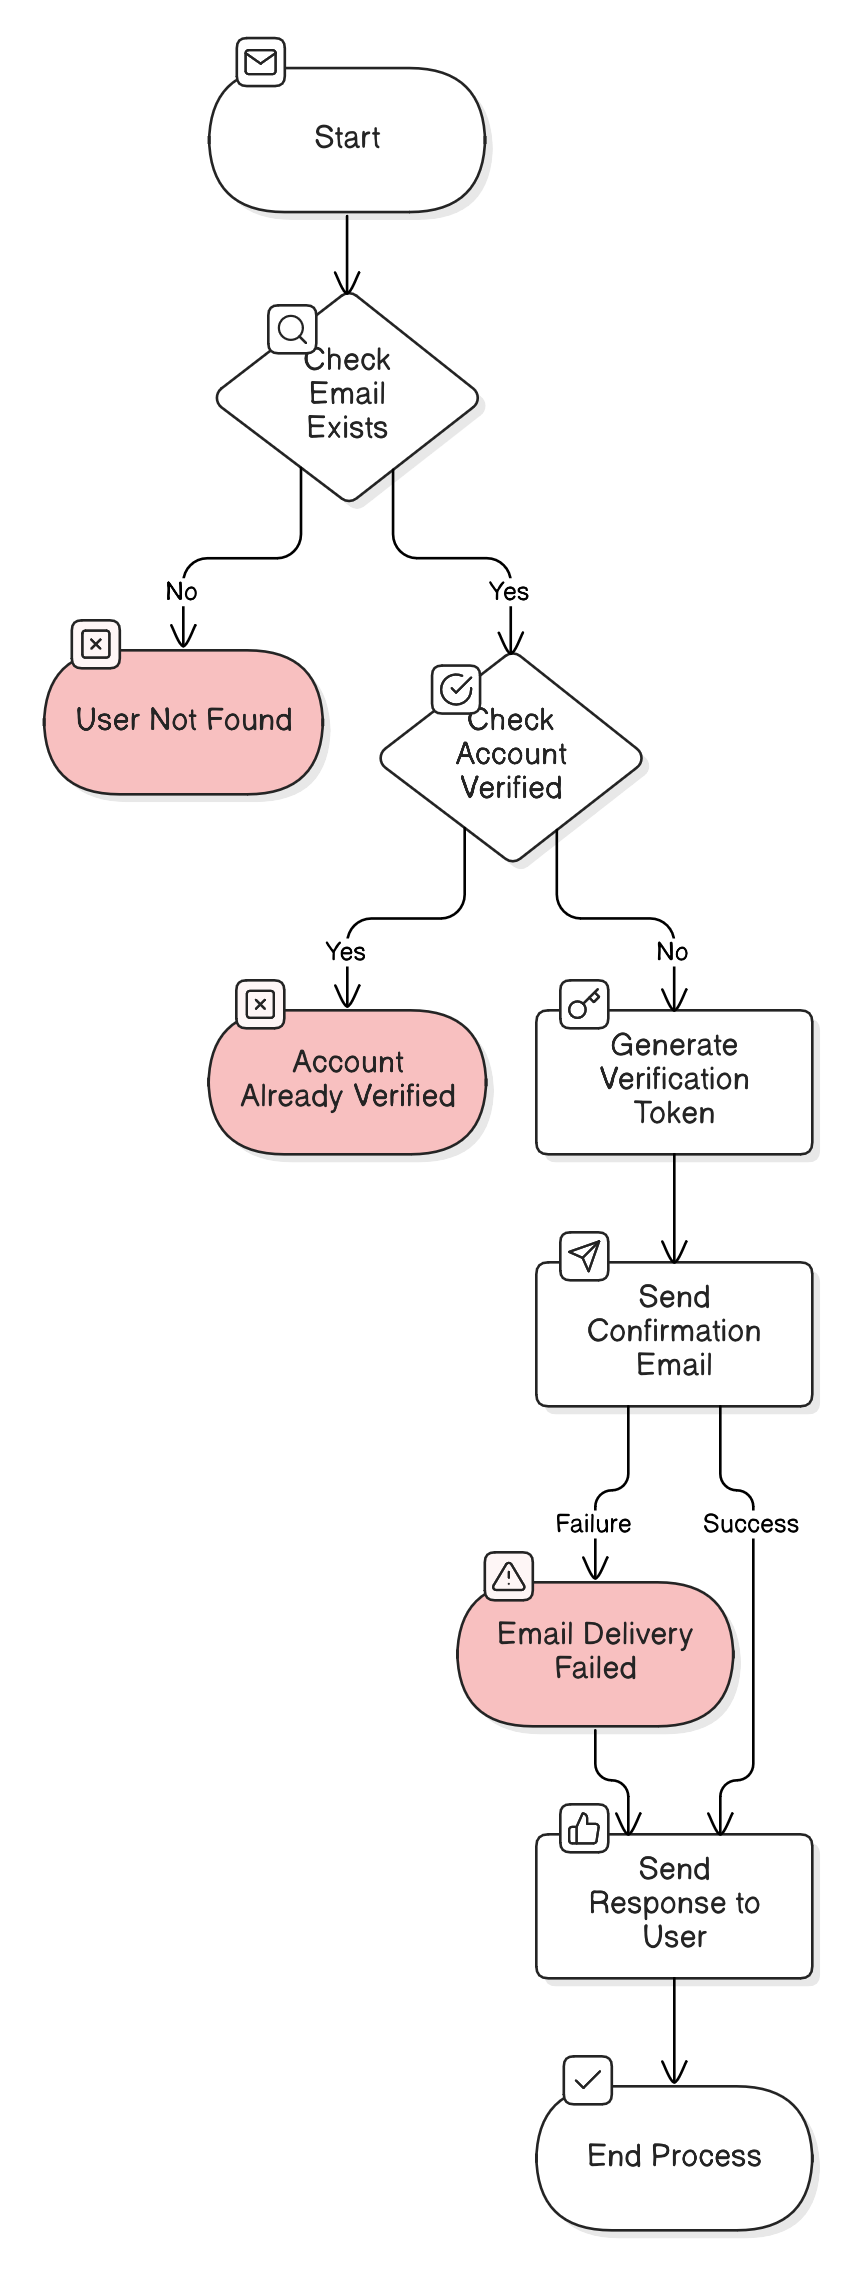 Start
Check
Email
Exists
No
Yes
User Not Found
Check
Account
Verified
Yes
No
Account
Already Verified
Generate
Verification
Token
Send
Confirmation
Email
Failure
Success
Email Delivery
Failed
Send
Response to
User
End Process